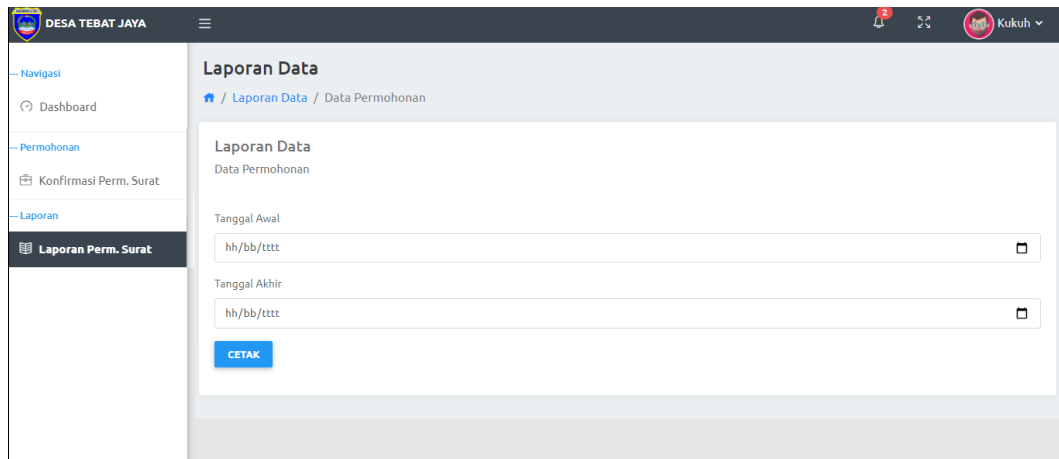 DESA TEBAT JAYA
2
Kukuh
--- Navigasi
Dashboard
--- Permohonan
Konfirmasi Perm. Surat
--- Laporan
Laporan Perm. Surat
Laporan Data
/ Laporan Data / Data Permohonan
Laporan Data
Data Permohonan
Tanggal Awal
hh/bb/tttt
Tanggal Akhir
hh/bb/tttt
CETAK